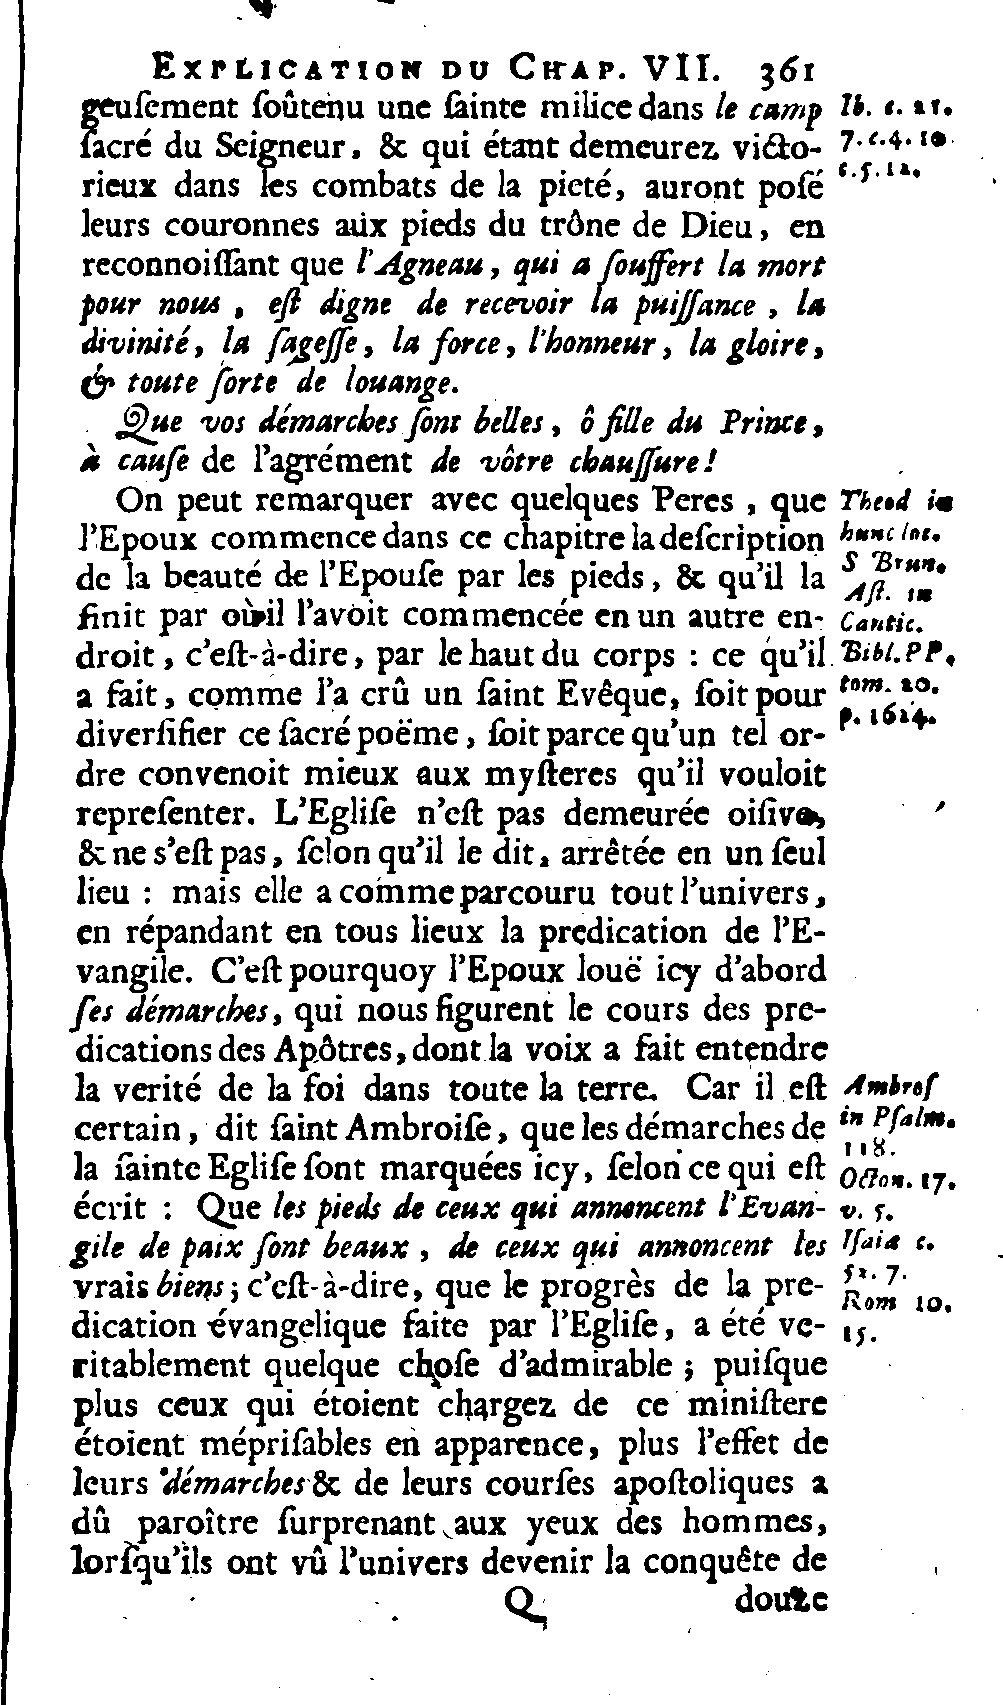 EXPLICATION DU CHAP. VII. 361
geuſement ſoûtenu une ſainte milice dans le camp
ſacré du Seigneur, & qui étant demeurez victo-
rieux dans les combats de la pieté, auront poſé
leurs couronnes aux pieds du trône de Dieu, en
reconnoiſſant que l'Agneau, qui a ſouffert la mort
pour nous, eſt digne de recevoir la puiſſance, la
divinité, la ſageſſe, la force, l'honneur, la gloire,
& toute ſorte de louange.
Que vos démarches ſont belles, ô fille du Prince,
à cauſe de l'agrément de vôtre chauſſure!
On peut remarquer avec quelques Peres, que
l'Epoux commence dans ce chapitre la deſcription
de la beauté de l'Epouſe par les pieds, & qu'il la
finit par où il l'avoit commencée en un autre en-
droit, c'eſt-à-dire, par le haut du corps : ce qu'il
a fait, comme l'a crû un ſaint Evêque, ſoit pour
diverſifier ce ſacré poëme, ſoit parce qu'un tel or-
dre convenoit mieux aux myſteres qu'il vouloit
repreſenter. L'Egliſe n'eſt pas demeurée oiſive,
& ne s'eſt pas, ſelon qu'il le dit, arrêtée en un ſeul
lieu : mais elle a comme parcouru tout l'univers,
en répandant en tous lieux la predication de l'E-
vangile. C'eſt pourquoy l'Epoux louë icy d'abord
ſes démarches, qui nous figurent le cours des pre-
dications des Apôtres, dont la voix a fait entendre
la verité de la foi dans toute la terre. Car il eſt
certain, dit ſaint Ambroiſe, que les démarches de
la ſainte Egliſe ſont marquées icy, ſelon ce qui eſt
écrit : Que les pieds de ceux qui annoncent l'Evan-
gile de paix ſont beaux, de ceux qui annoncent les
vrais biens; c'eſt-à-dire, que le progrès de la pre-
dication évangelique faite par l'Egliſe, a été ve-
ritablement quelque choſe d'admirable ; puiſque
plus ceux qui étoient chargez de ce miniſtere
étoient mépriſables en apparence, plus l'effet de
leurs démarches & de leurs courſes apoſtoliques a
dû paroître ſurprenant aux yeux des hommes,
lorſqu'ils ont vû l'univers devenir la conquête de
Q douze
Ib. c. 21.
7. c. 4. 10
c. 5. 12.
Theod in
hunc loc.
S Brun.
Aſt. in
Cantic.
Bibl. PP.
tom. 20.
p. 1624.
Ambroſ
in Pſalm.
118.
Octon. 17.
v. 5.
Iſaiæ c.
52. 7.
Rom 10.
15.